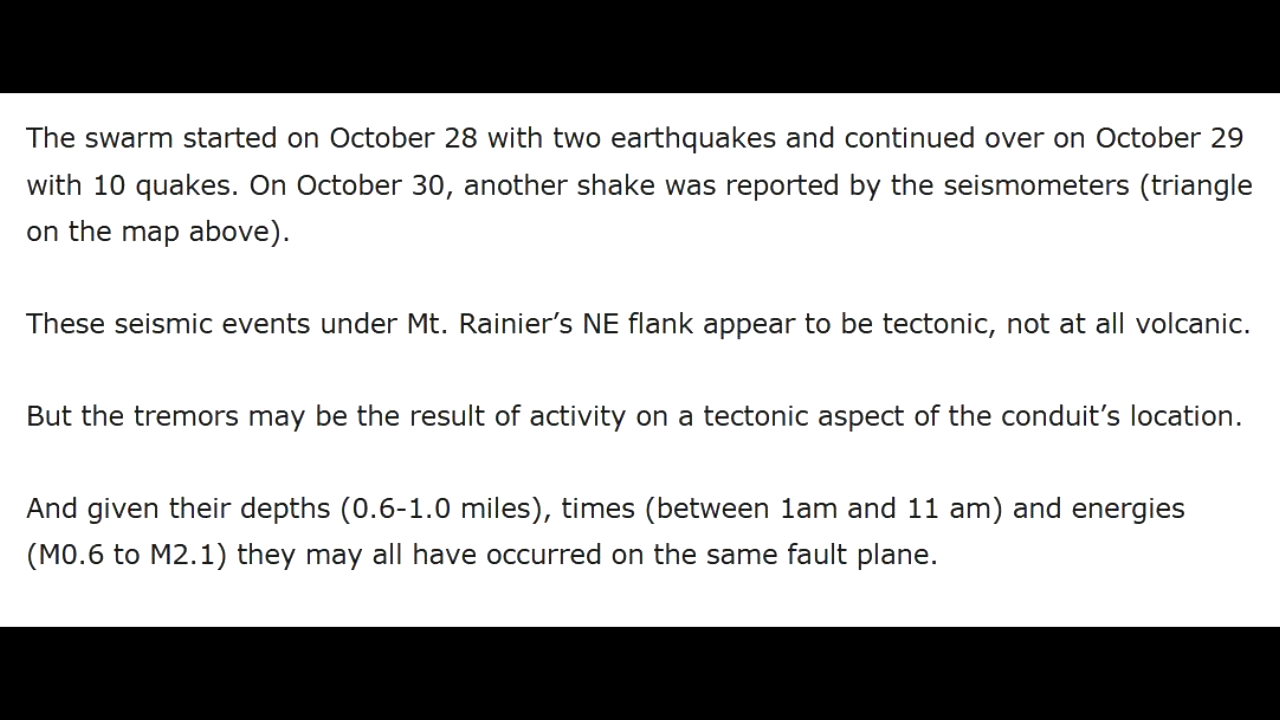 The swarm started on October 28 with two earthquakes and continued over on October 29
with 10 quakes. On October 30, another shake was reported by the seismometers (triangle
on the map above).
These seismic events under Mt. Rainier’s NE flank appear to be tectonic, not at all volcanic.
But the tremors may be the result of activity on a tectonic aspect of the conduit’s location.
And given their depths (0.6-1.0 miles), times (between 1am and 11 am) and energies
(M0.6 to M2.1) they may all have occurred on the same fault plane.